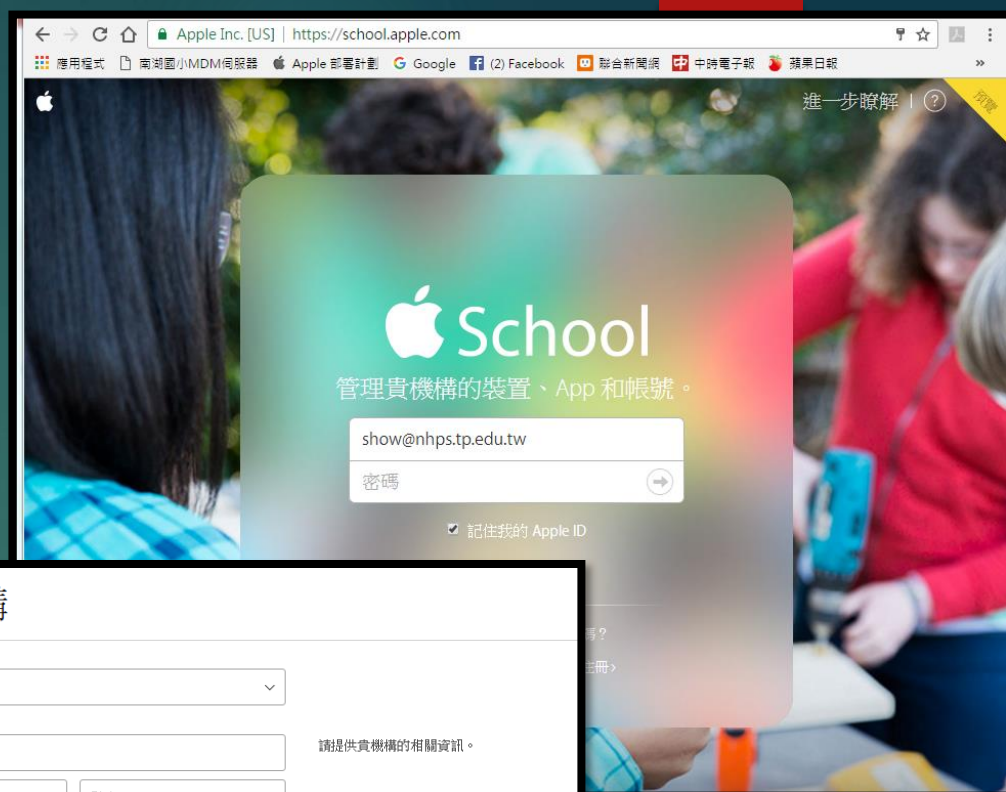 Apple Inc. [US] | https://school.apple.com
應用程式 南湖國小MDM伺服器 Apple 部署計劃 G Google (2) Facebook 聯合新聞網 中時電子報 蘋果日報 »
進一步瞭解 | ?
預覽
School
管理貴機構的裝置、App 和帳號。
show@nhps.tp.edu.tw
密碼
記住我的 Apple ID
?
註冊 ›
請提供貴機構的相關資訊。